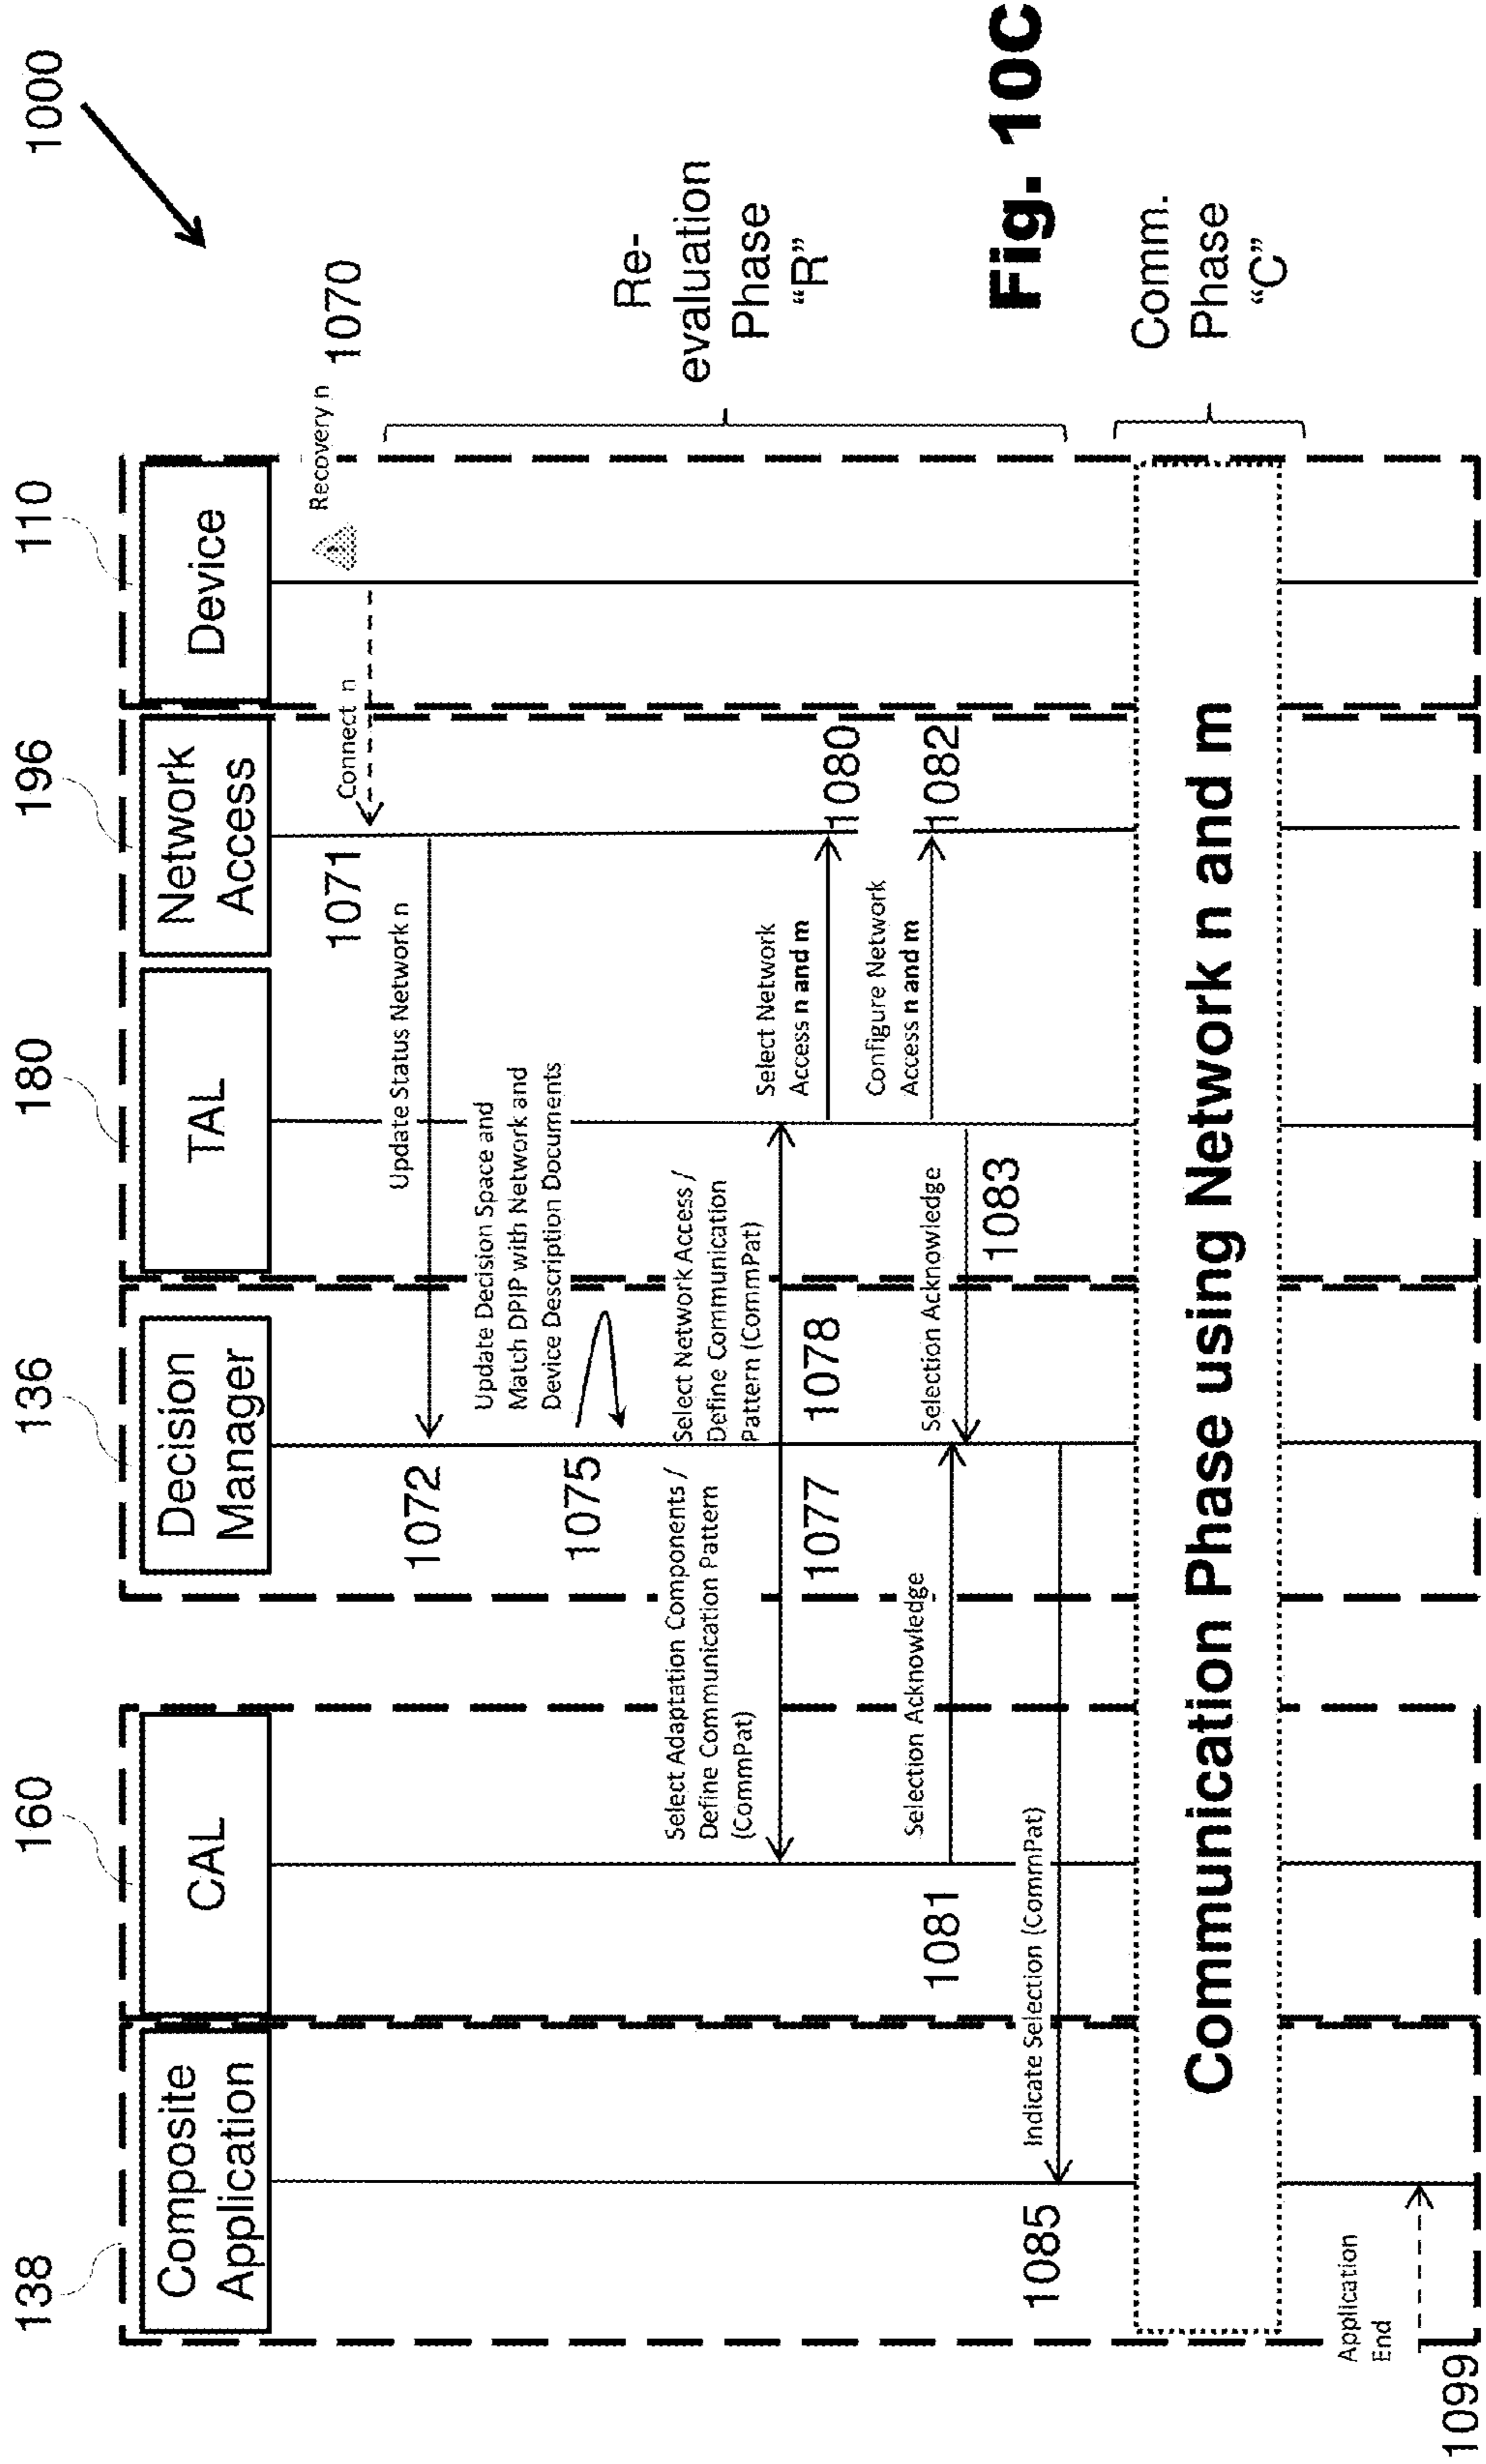 1000
138
160
136
180
196
110
Composite
Application
CAL
Decision
Manager
TAL
Network
Access
Device
Recovery n
1070
Connect n
1071
Update Status Network n
1072
Update Decision Space and
Match DPIP with Network and
Device Description Documents
1075
Re-
evaluation
Phase
“R”
Select Adaptation Components /
Define Communication Pattern
(CommPat)
1077
Select Network Access /
Define Communication
Pattern (CommPat)
1078
Select Network
Access n and m
1080
Configure Network
Access n and m
1082
Selection Acknowledge
1081
Selection Acknowledge
1083
Indicate Selection (CommPat)
1085
Fig. 10C
Communication Phase using Network n and m
Comm.
Phase
“C”
Application
End
1099